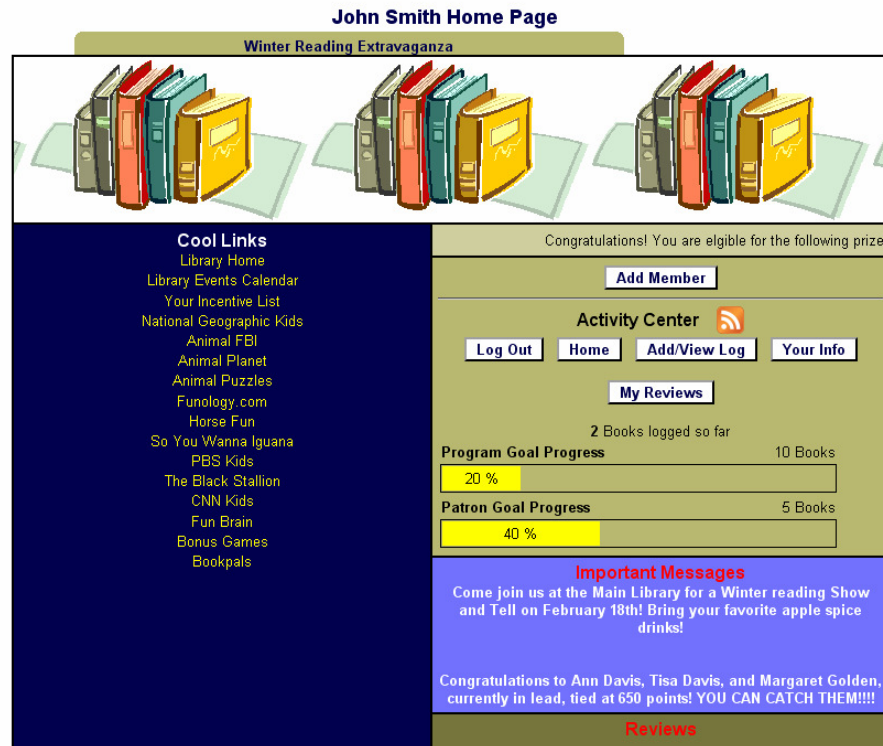 John Smith Home Page
Winter Reading Extravaganza
Cool Links
Library Home
Library Events Calendar
Your Incentive List
National Geographic Kids
Animal FBI
Animal Planet
Animal Puzzles
Funology.com
Horse Fun
So You Wanna Iguana
PBS Kids
The Black Stallion
CNN Kids
Fun Brain
Bonus Games
Bookpals
Congratulations! You are elgible for the following prize
Add Member
Activity Center
Log Out Home Add/View Log Your Info
My Reviews
2 Books logged so far
Program Goal Progress 10 Books
20 %
Patron Goal Progress 5 Books
40 %
Important Messages
Come join us at the Main Library for a Winter reading Show
and Tell on February 18th! Bring your favorite apple spice
drinks!
Congratulations to Ann Davis, Tisa Davis, and Margaret Golden,
currently in lead, tied at 650 points! YOU CAN CATCH THEM!!!!
Reviews